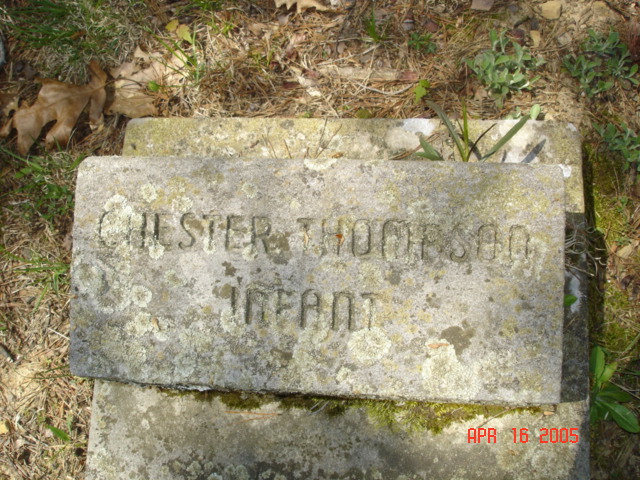 CHESTER THOMPSON
INFANT
APR 16 2005